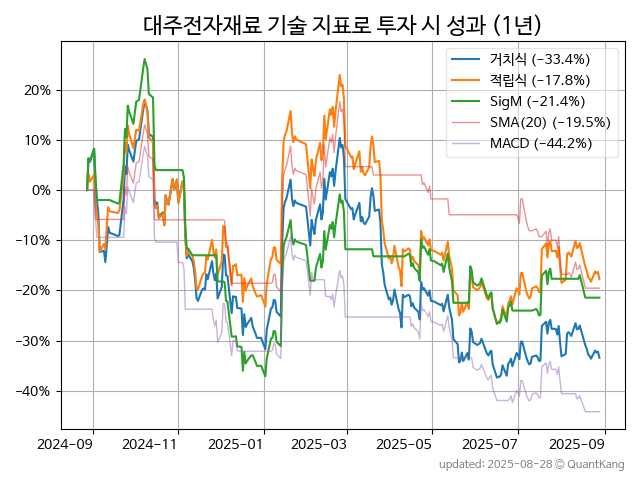 대주전자재료 기술 지표로 투자 시 성과 (1년)
거치식 (−33.4%)
적립식 (−17.8%)
SigM (−21.4%)
SMA(20) (−19.5%)
MACD (−44.2%)
20%
10%
0%
−10%
−20%
−30%
−40%
2024-09
2024-11
2025-01
2025-03
2025-05
2025-07
2025-09
updated: 2025-08-28 © QuantKang